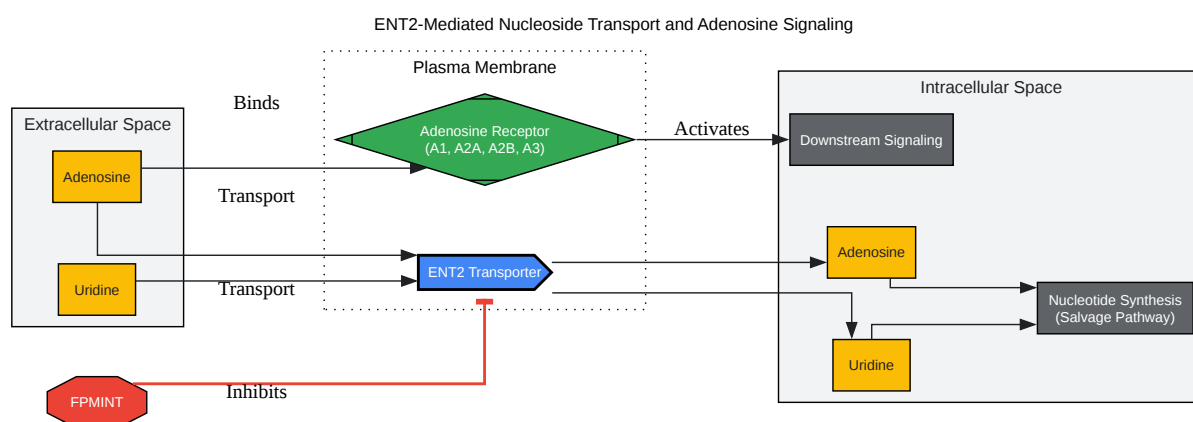 ENT2-Mediated Nucleoside Transport and Adenosine Signaling
Plasma Membrane
Intracellular Space
Extracellular Space
Binds
Adenosine Receptor
(A1, A2A, A2B, A3)
Activates
Downstream Signaling
Adenosine
Transport
Adenosine
ENT2 Transporter
Uridine
Transport
Nucleotide Synthesis
(Salvage Pathway)
Uridine
Inhibits
FPMINT